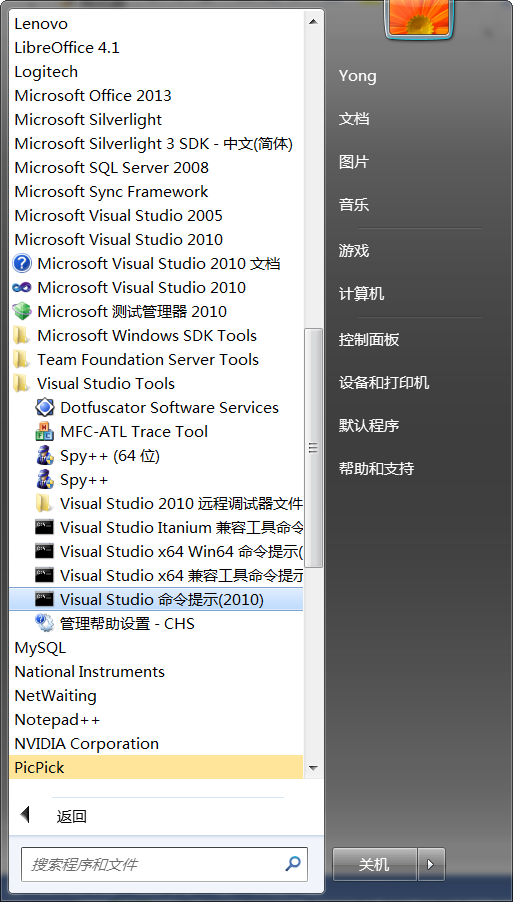 Lenovo
LibreOffice 4.1
Logitech
Microsoft Office 2013
Microsoft Silverlight
Microsoft Silverlight 3 SDK - 中文(简体)
Microsoft SQL Server 2008
Microsoft Sync Framework
Microsoft Visual Studio 2005
Microsoft Visual Studio 2010
Microsoft Visual Studio 2010 文档
Microsoft Visual Studio 2010
Microsoft 测试管理器 2010
Microsoft Windows SDK Tools
Team Foundation Server Tools
Visual Studio Tools
Dotfuscator Software Services
MFC-ATL Trace Tool
Spy++ (64 位)
Spy++
Visual Studio 2010 远程调试器文件
Visual Studio Itanium 兼容工具命令
Visual Studio x64 Win64 命令提示(
Visual Studio x64 兼容工具命令提示
Visual Studio 命令提示(2010)
管理帮助设置 - CHS
MySQL
National Instruments
NetWaiting
Notepad++
NVIDIA Corporation
PicPick
返回
搜索程序和文件
Yong
文档
图片
音乐
游戏
计算机
控制面板
设备和打印机
默认程序
帮助和支持
关机